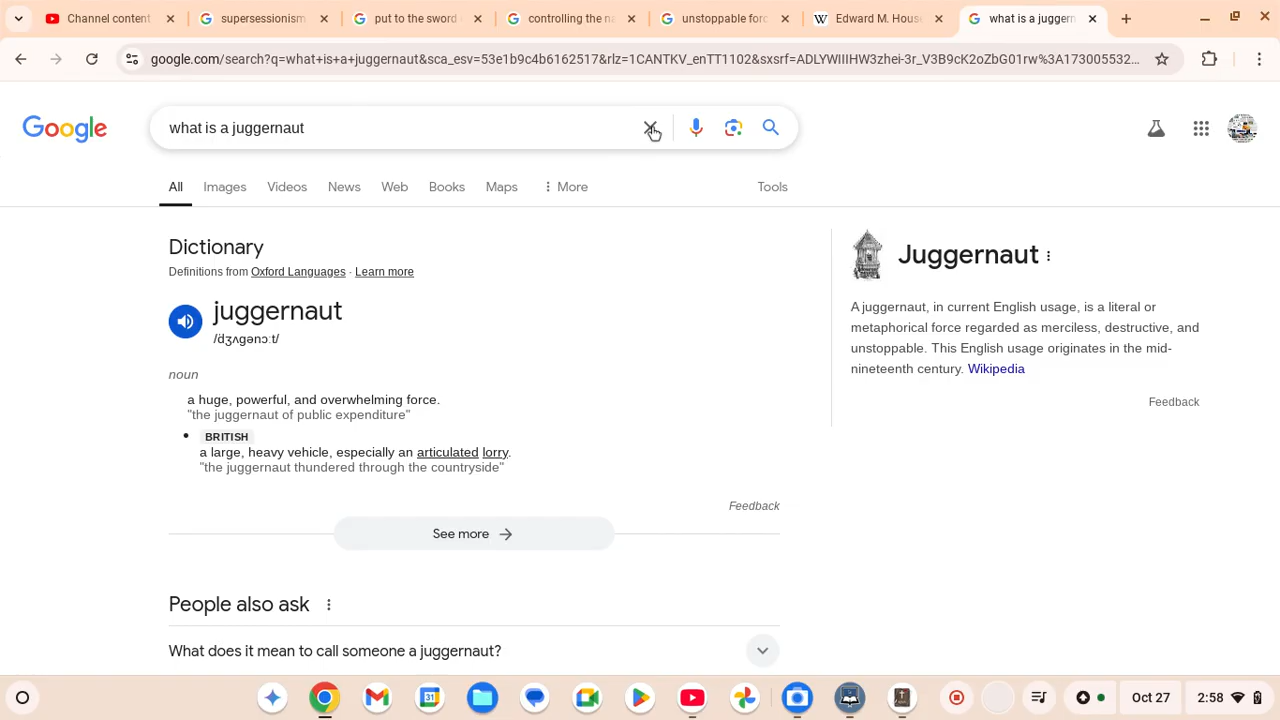 Channel content
supersessionism
put to the sword
controlling the na
unstoppable forc
Edward M. Hous
what is a juggern
google.com/search?q=what+is+a+juggernaut&sca_esv=53e1b9c4b6162517&rlz=1CANTKV_enTT1102&sxsrf=ADLYWIIIHW3zhei-3r_V3B9cK2oZbG01rw%3A173005532...
Google
what is a juggernaut
All
Images
Videos
News
Web
Books
Maps
More
Tools
Dictionary
Definitions from Oxford Languages · Learn more
juggernaut
/ˈdʒʌɡənɔːt/
noun
a huge, powerful, and overwhelming force.
"the juggernaut of public expenditure"
• BRITISH
a large, heavy vehicle, especially an articulated lorry.
"the juggernaut thundered through the countryside"
Feedback
See more
People also ask
What does it mean to call someone a juggernaut?
Juggernaut
A juggernaut, in current English usage, is a literal or
metaphorical force regarded as merciless, destructive, and
unstoppable. This English usage originates in the mid-
nineteenth century. Wikipedia
Feedback
31
Oct 27
2:58